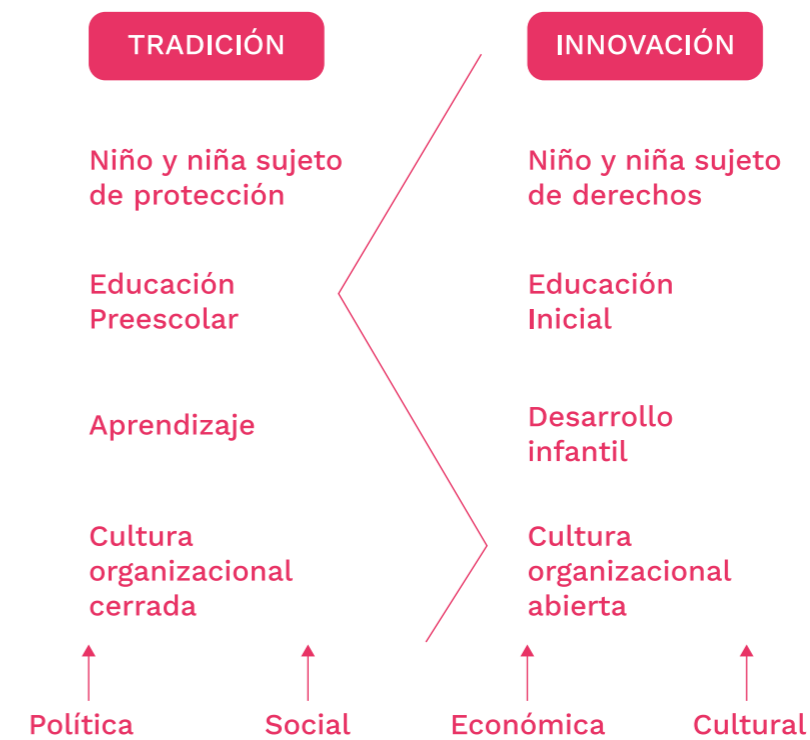 TRADICIÓN
Niño y niña sujeto
de protección
Educación
Preescolar
Aprendizaje
Cultura
organizacional
cerrada
INNOVACIÓN
Niño y niña sujeto
de derechos
Educación
Inicial
Desarrollo
infantil
Cultura
organizacional
abierta
Política
Social
Económica
Cultural